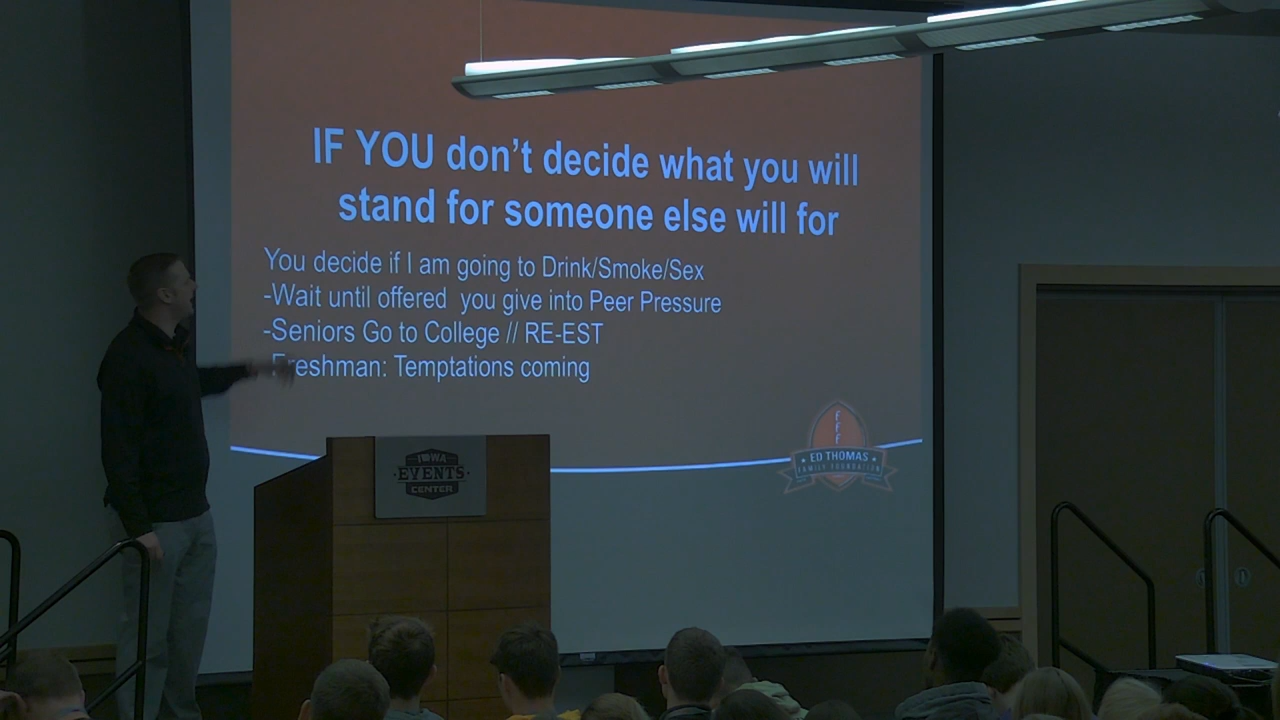 IF YOU don't decide what you will
stand for someone else will for
You decide if I am going to Drink/Smoke/Sex
-Wait until offered  you give into Peer Pressure
-Seniors Go to College // RE-EST
-Freshman: Temptations coming
F
F
F
F
ED THOMAS
FAMILY FOUNDATION
IOWA
EVENTS
CENTER